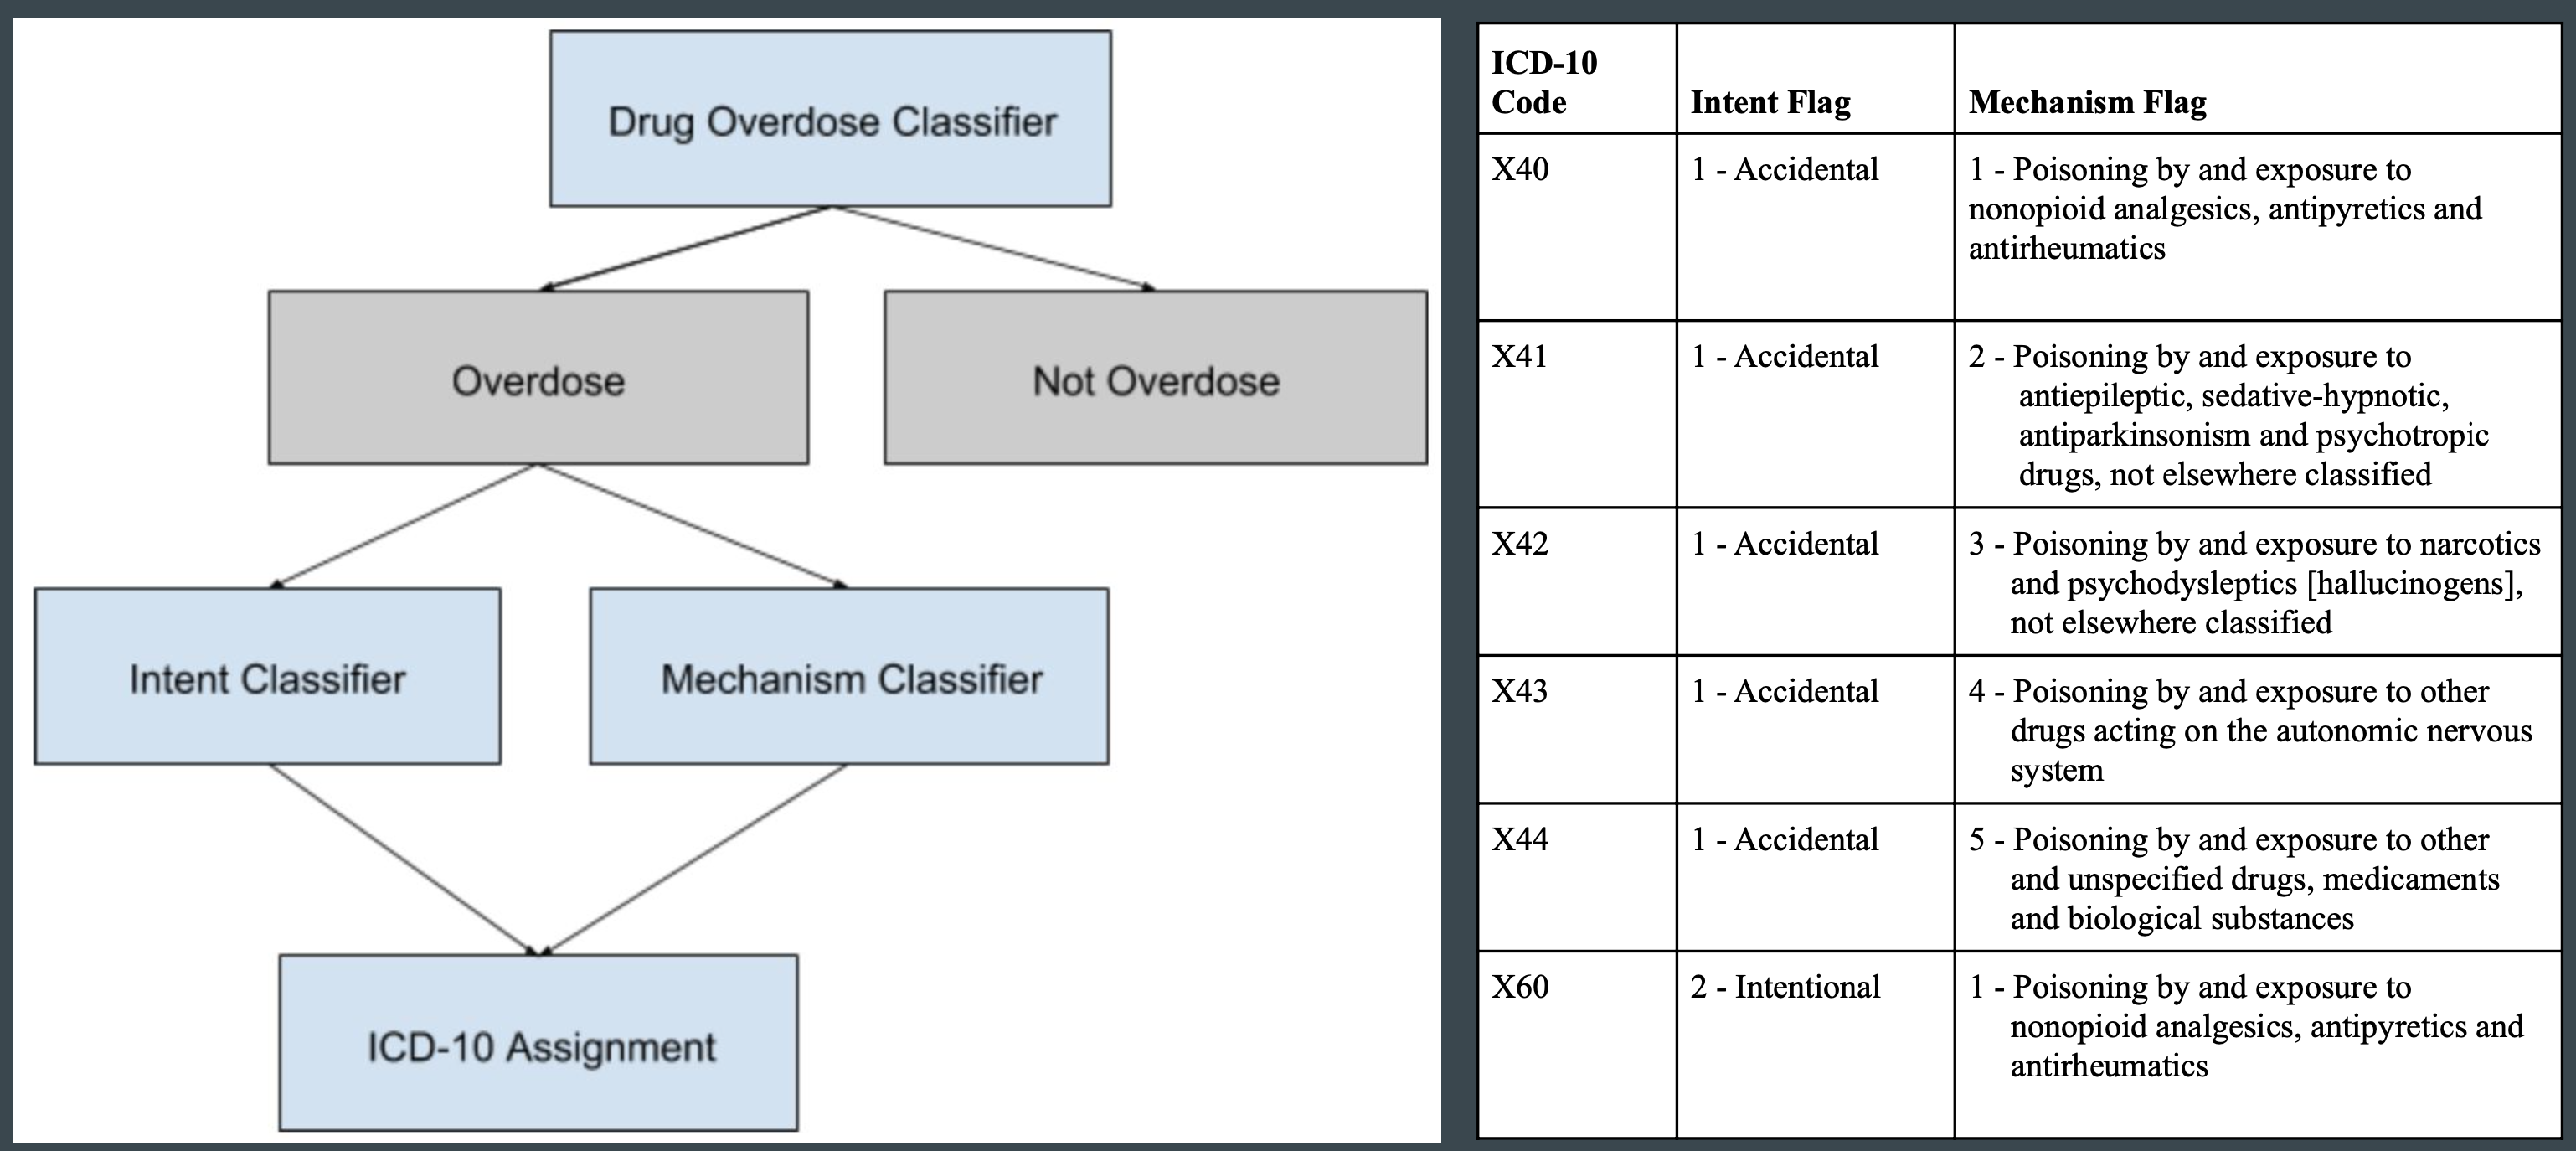 Drug Overdose Classifier
Overdose
Not Overdose
Intent Classifier
Mechanism Classifier
ICD-10 Assignment
ICD-10
Code
Intent Flag
Mechanism Flag
X40
1 - Accidental
1 - Poisoning by and exposure to
nonopioid analgesics, antipyretics and
antirheumatics
X41
1 - Accidental
2 - Poisoning by and exposure to
antiepileptic, sedative-hypnotic,
antiparkinsonism and psychotropic
drugs, not elsewhere classified
X42
1 - Accidental
3 - Poisoning by and exposure to narcotics
and psychodysleptics [hallucinogens],
not elsewhere classified
X43
1 - Accidental
4 - Poisoning by and exposure to other
drugs acting on the autonomic nervous
system
X44
1 - Accidental
5 - Poisoning by and exposure to other
and unspecified drugs, medicaments
and biological substances
X60
2 - Intentional
1 - Poisoning by and exposure to
nonopioid analgesics, antipyretics and
antirheumatics